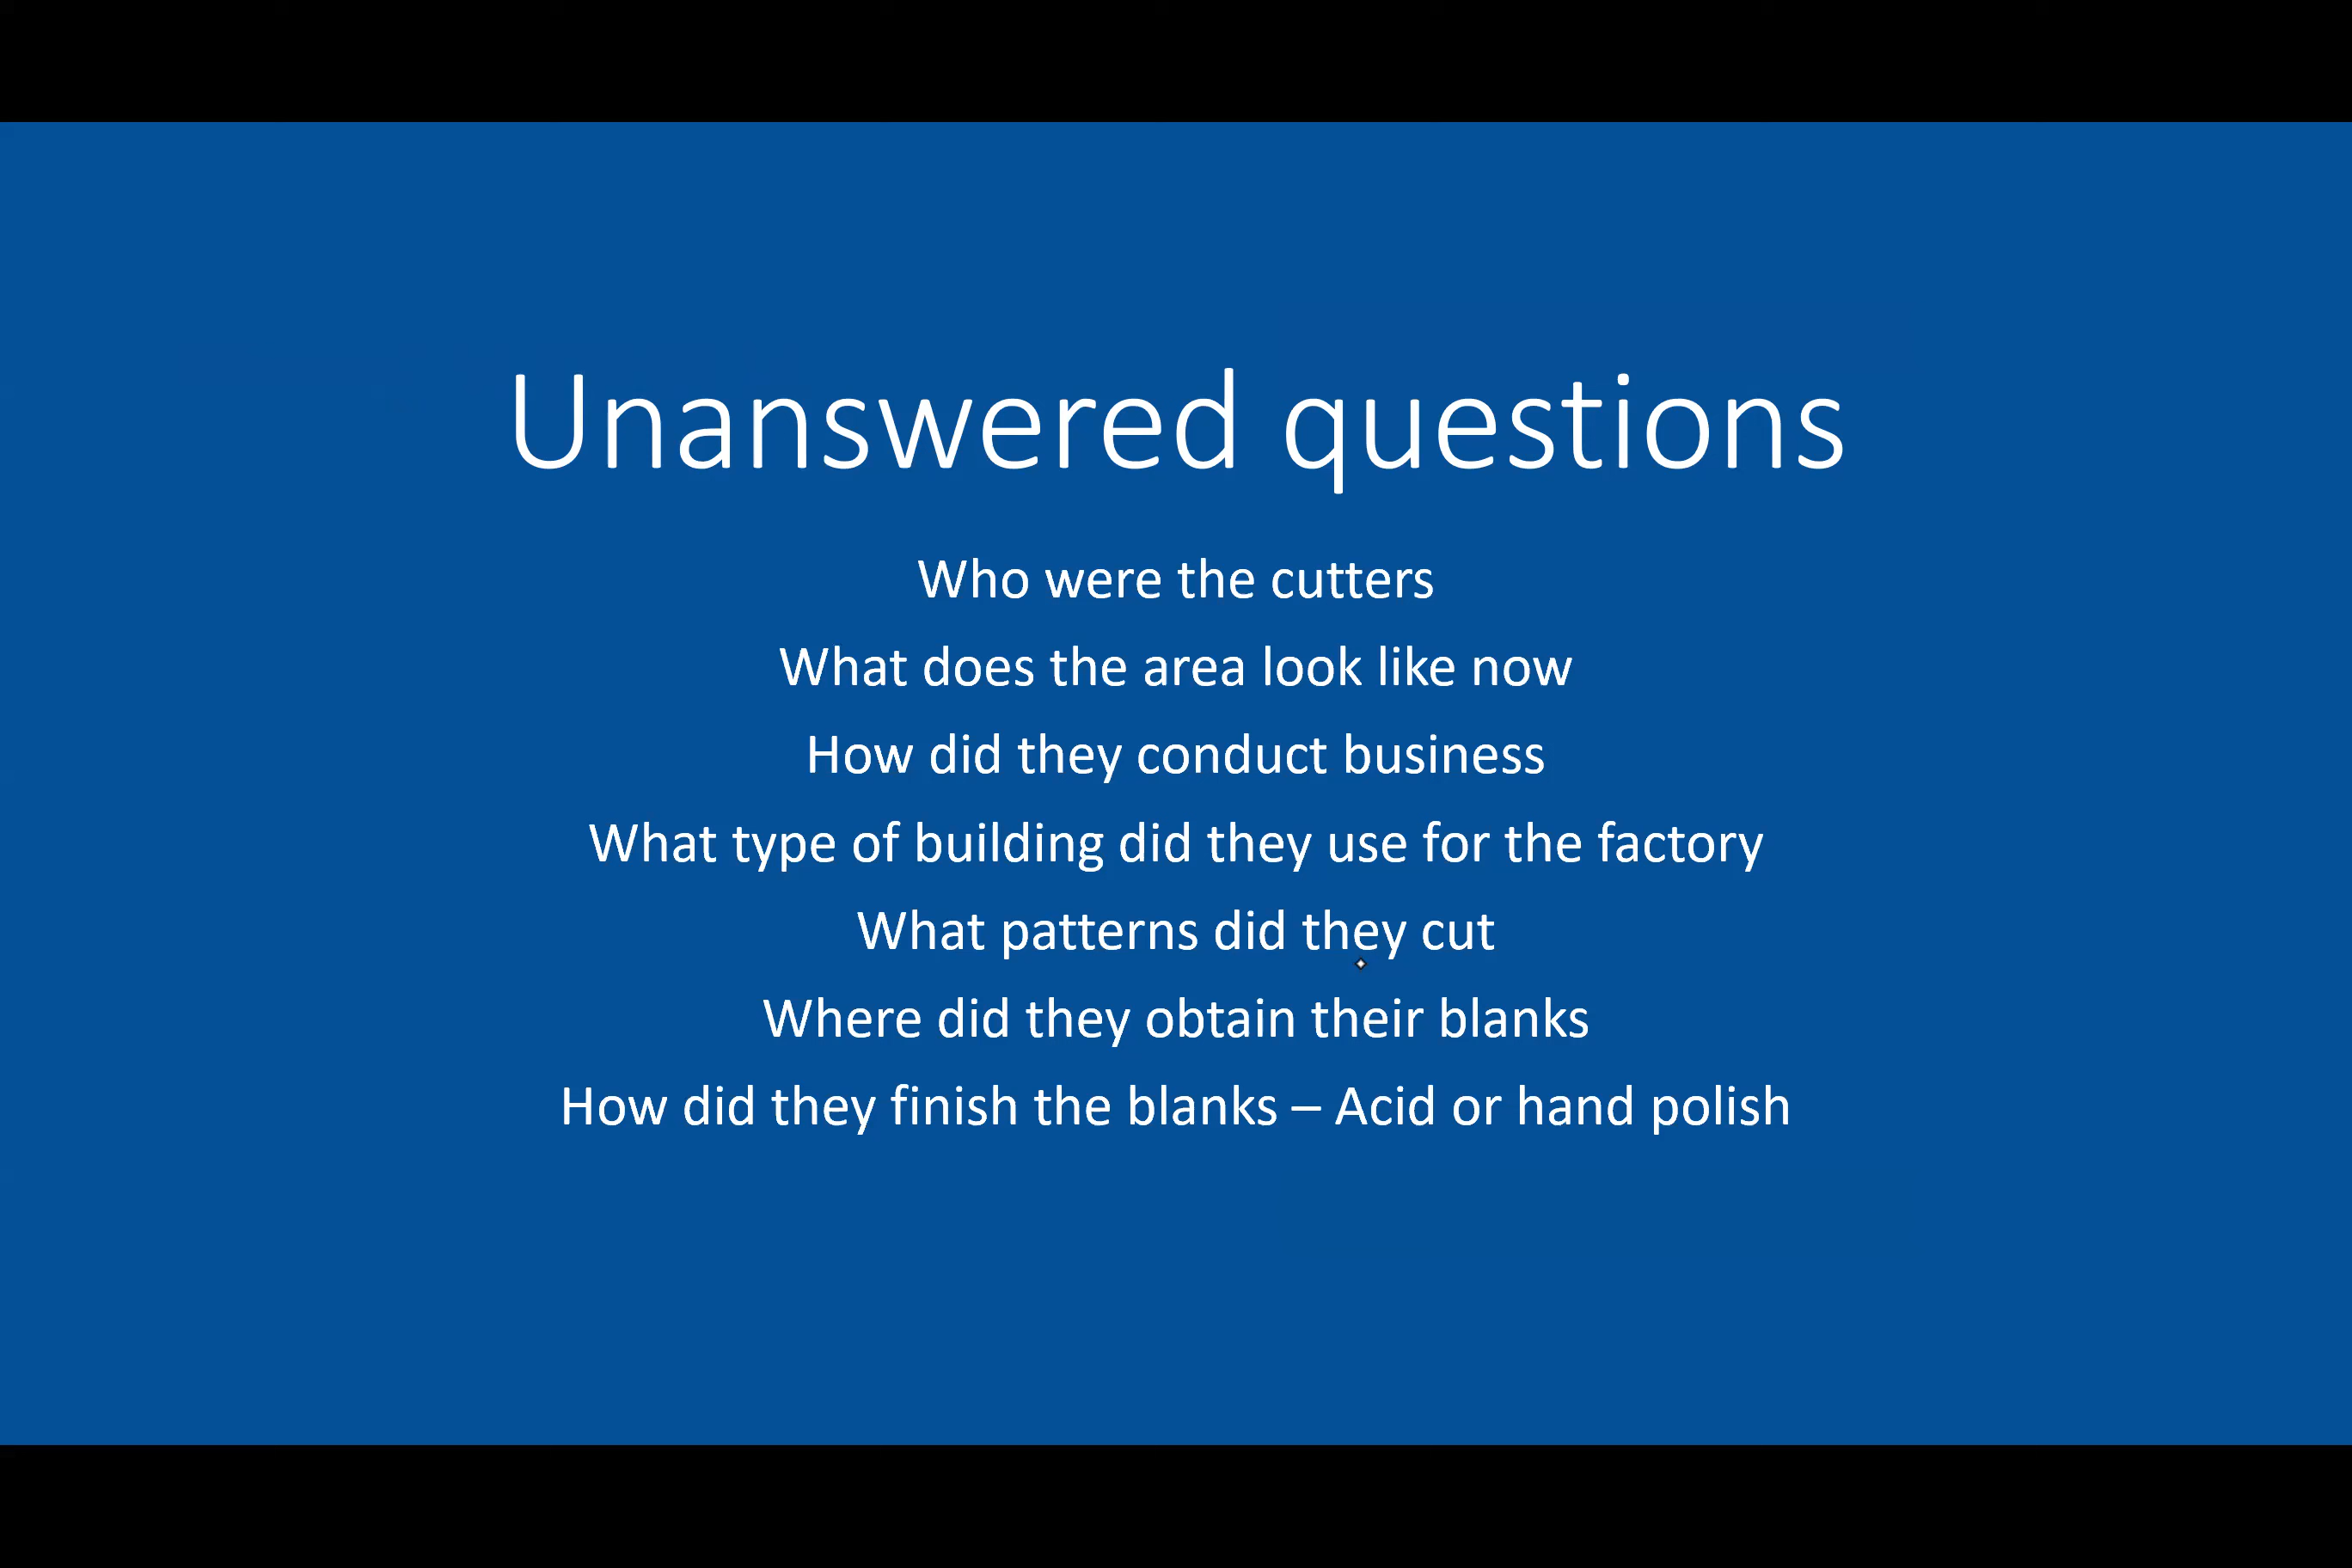 Unanswered questions
Who were the cutters
What does the area look like now
How did they conduct business
What type of building did they use for the factory
What patterns did they cut
Where did they obtain their blanks
How did they finish the blanks – Acid or hand polish